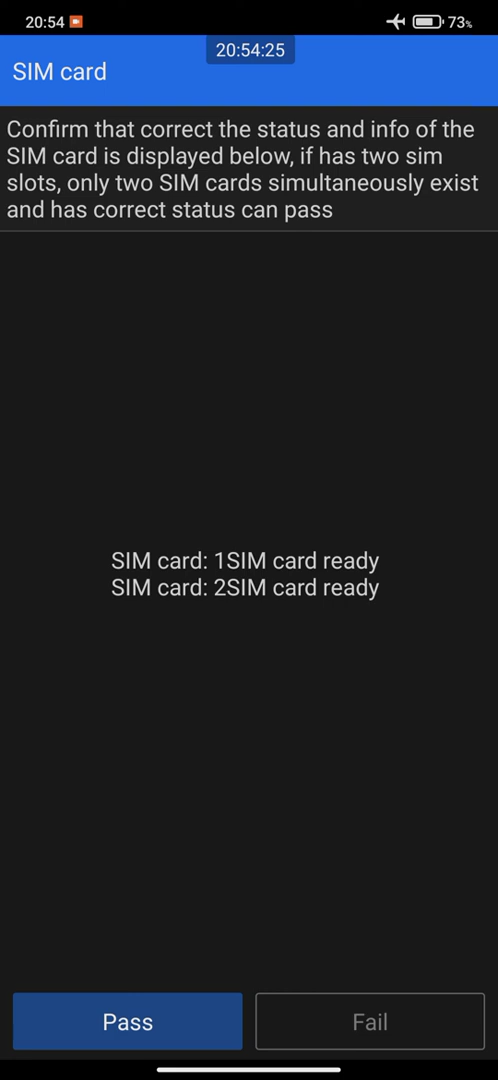 20:54
73%
20:54:25
SIM card
Confirm that correct the status and info of the
SIM card is displayed below, if has two sim
slots, only two SIM cards simultaneously exist
and has correct status can pass
SIM card: 1SIM card ready
SIM card: 2SIM card ready
Pass
Fail